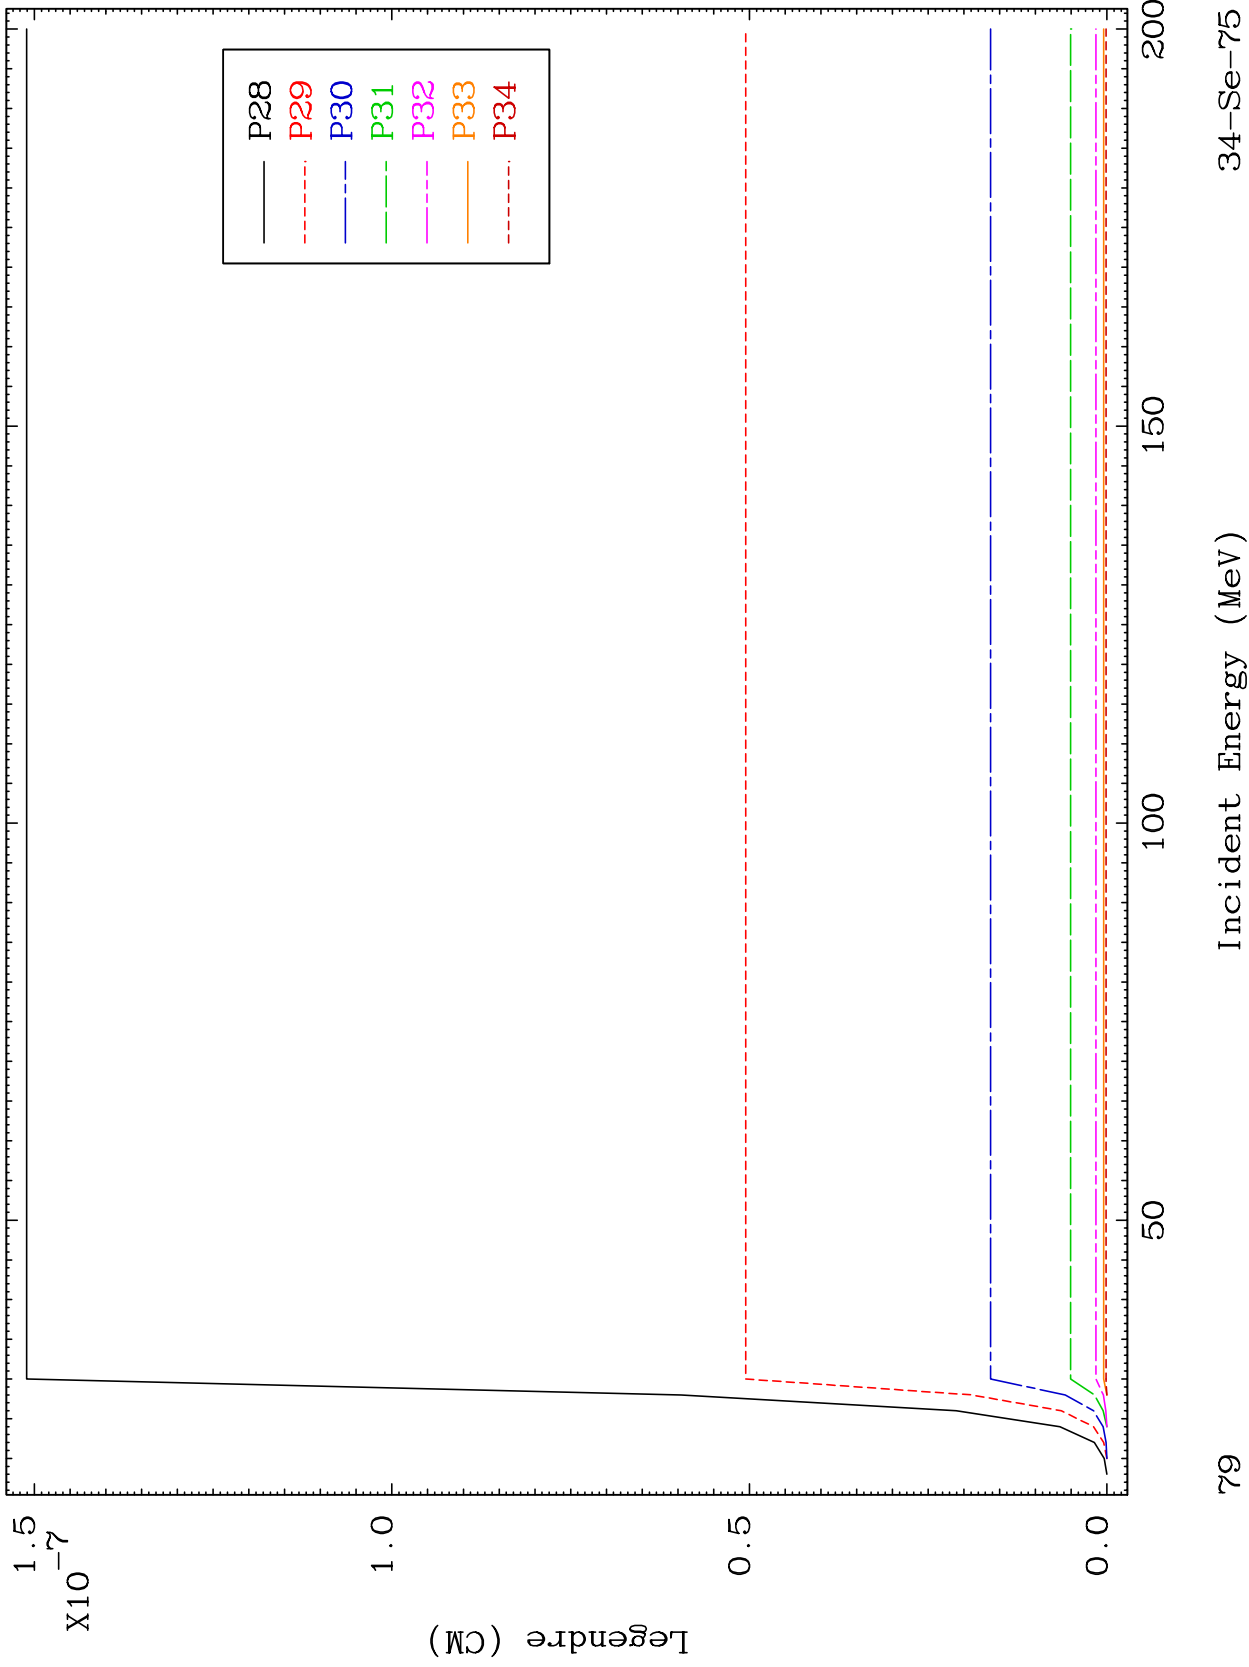 X10
-7
1.5
1.0
0.5
0.0
Legendre (CM)
P28
P29
P30
P31
P32
P33
P34
50
100
150
200
Incident Energy (MeV)
79
34-Se-75